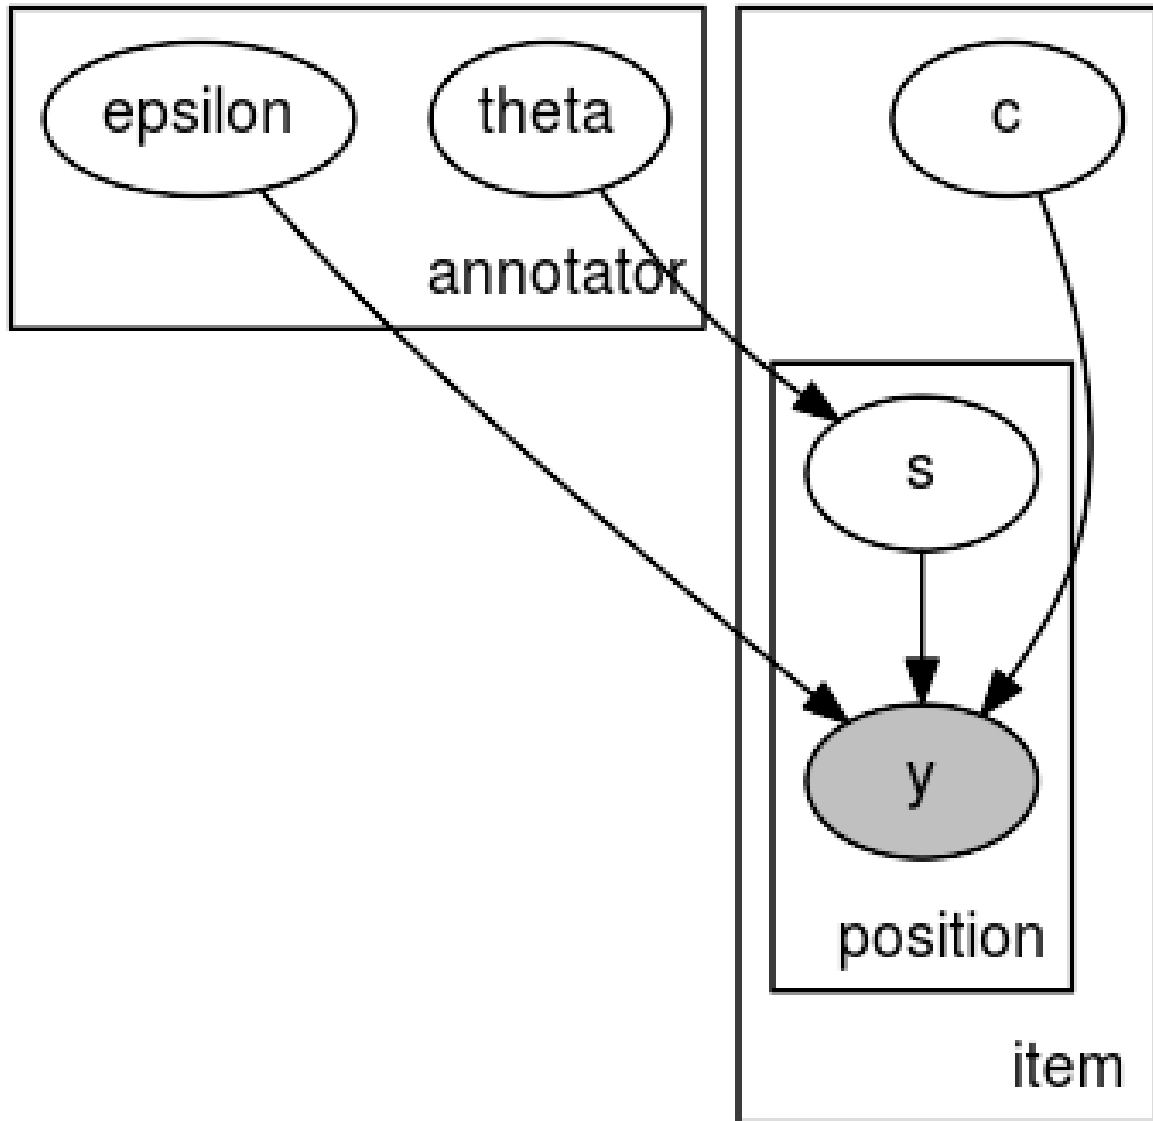 epsilon
theta
c
annotator
s
y
position
item